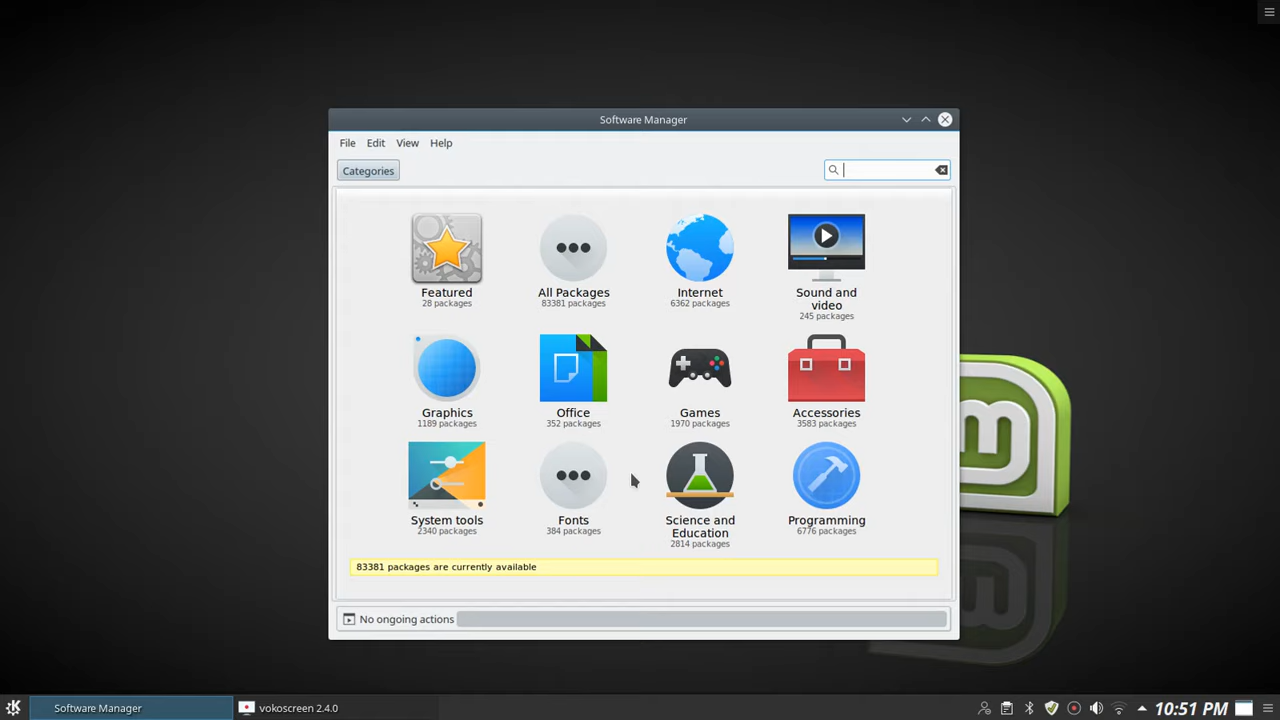 Software Manager
File Edit View Help
Categories
Featured
28 packages
All Packages
83381 packages
Internet
6362 packages
Sound and
video
245 packages
Graphics
1189 packages
Office
352 packages
Games
1970 packages
Accessories
3583 packages
System tools
2340 packages
Fonts
384 packages
Science and
Education
2814 packages
Programming
6776 packages
83381 packages are currently available
No ongoing actions
Software Manager
vokoscreen 2.4.0
10:51 PM